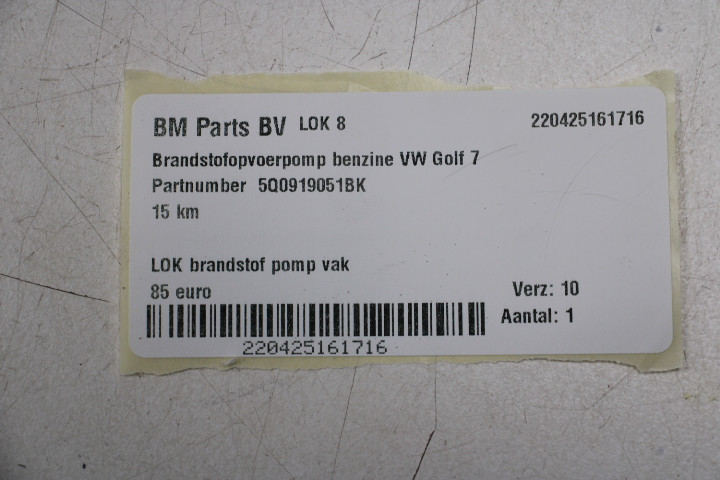 BM Parts BV LOK 8 220425161716
Brandstofopvoerpomp benzine VW Golf 7
Partnumber 5Q0919051BK
15 km
LOK brandstof pomp vak
85 euro Verz: 10
Aantal: 1
220425161716